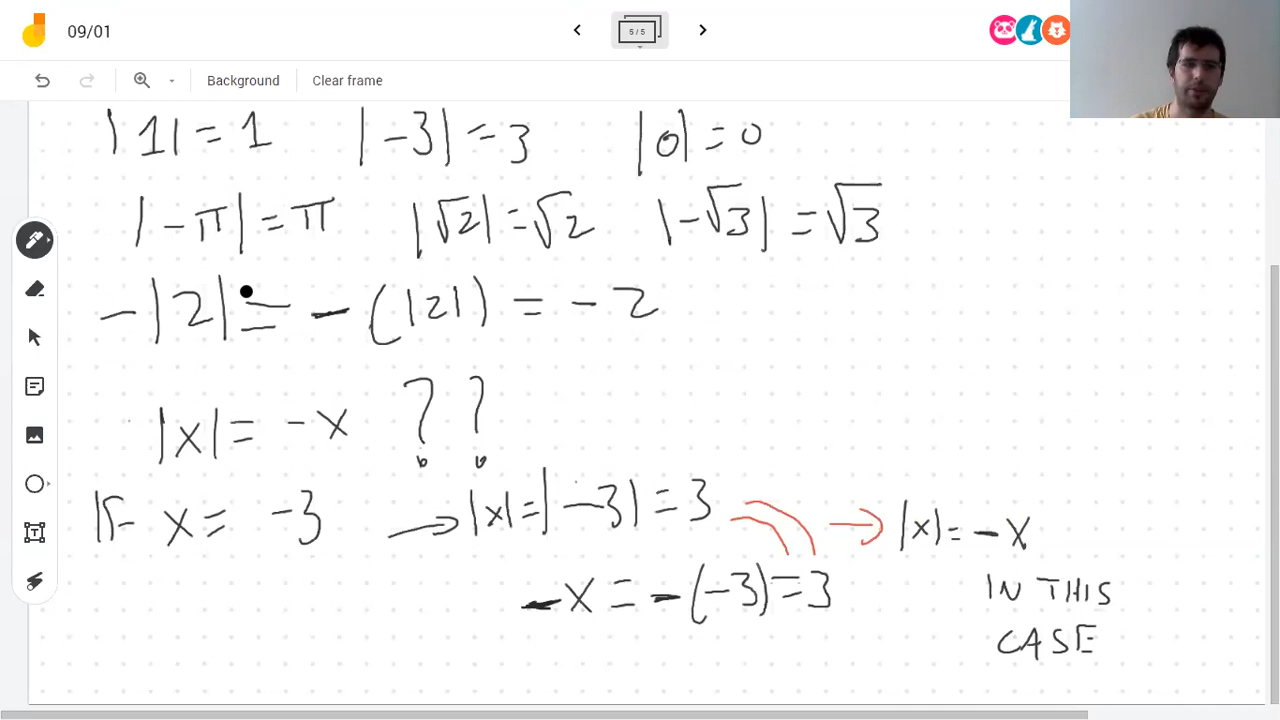 09/01
5/5
Background
Clear frame
|1| = 1 |-3| = 3 |0| = 0
|-π| = π |√2| = √2 |-√3| = √3
-|2| = -(|2|) = -2
|x| = -x ??
IF x = -3 → |x| = |-3| = 3 → |x| = -x
-x = -(-3) = 3 IN THIS
CASE